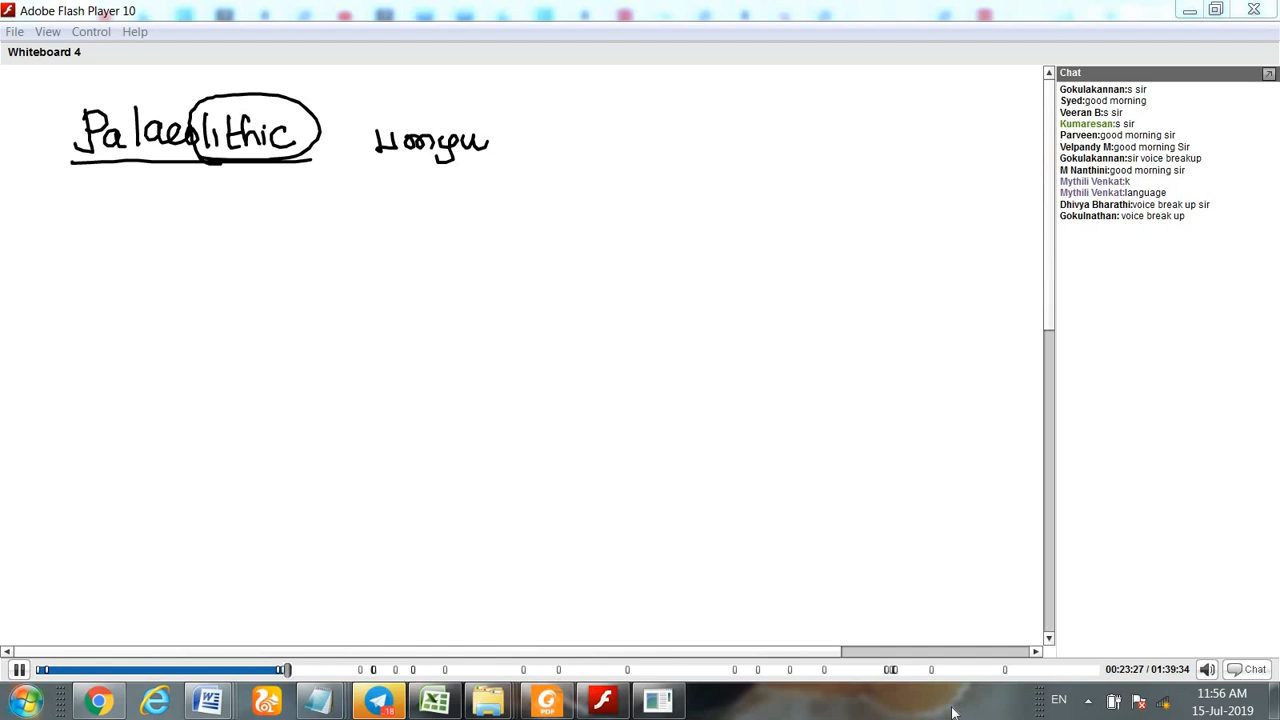 Adobe Flash Player 10
File View Control Help
Whiteboard 4
Palaeolithic
Chat
Gokulakannan:s sir
Syed:good morning
Veeran B:s sir
Kumaresan:s sir
Parveen:good morning sir
Velpandy M:good morning Sir
Gokulakannan:sir voice breakup
M Nanthini:good morning sir
Mythili Venkat:k
Mythili Venkat:language
Dhivya Bharathi:voice break up sir
Gokulnathan: voice break up
00:23:27 / 01:39:34
Chat
18
PDF
EN
11:56 AM
15-Jul-2019